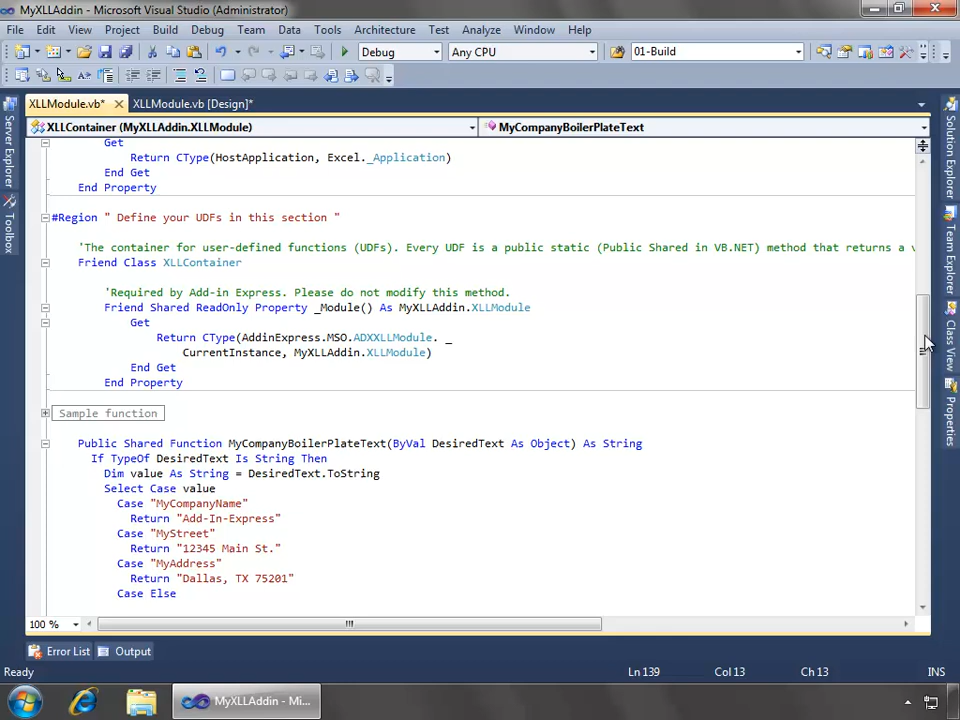 MyXLLAddin - Microsoft Visual Studio (Administrator)
File Edit View Project Build Debug Team Data Tools Architecture Test Analyze Window Help
Debug Any CPU 01-Build
XLLModule.vb* XLLModule.vb [Design]*
XLLContainer (MyXLLAddin.XLLModule) MyCompanyBoilerPlateText
Get
Return CType(HostApplication, Excel._Application)
End Get
End Property
#Region " Define your UDFs in this section "
'The container for user-defined functions (UDFs). Every UDF is a public static (Public Shared in VB.NET) method that returns a
Friend Class XLLContainer
'Required by Add-in Express. Please do not modify this method.
Friend Shared ReadOnly Property _Module() As MyXLLAddin.XLLModule
Get
Return CType(AddinExpress.MSO.ADXXLLModule. _
CurrentInstance, MyXLLAddin.XLLModule)
End Get
End Property
Sample function
Public Shared Function MyCompanyBoilerPlateText(ByVal DesiredText As Object) As String
If TypeOf DesiredText Is String Then
Dim value As String = DesiredText.ToString
Select Case value
Case "MyCompanyName"
Return "Add-In-Express"
Case "MyStreet"
Return "12345 Main St."
Case "MyAddress"
Return "Dallas, TX 75201"
Case Else
100 %
Error List Output
Ready Ln 139 Col 13 Ch 13 INS
MyXLLAddin - Mi...
Server Explorer
Toolbox
Solution Explorer
Team Explorer
Class View
Properties